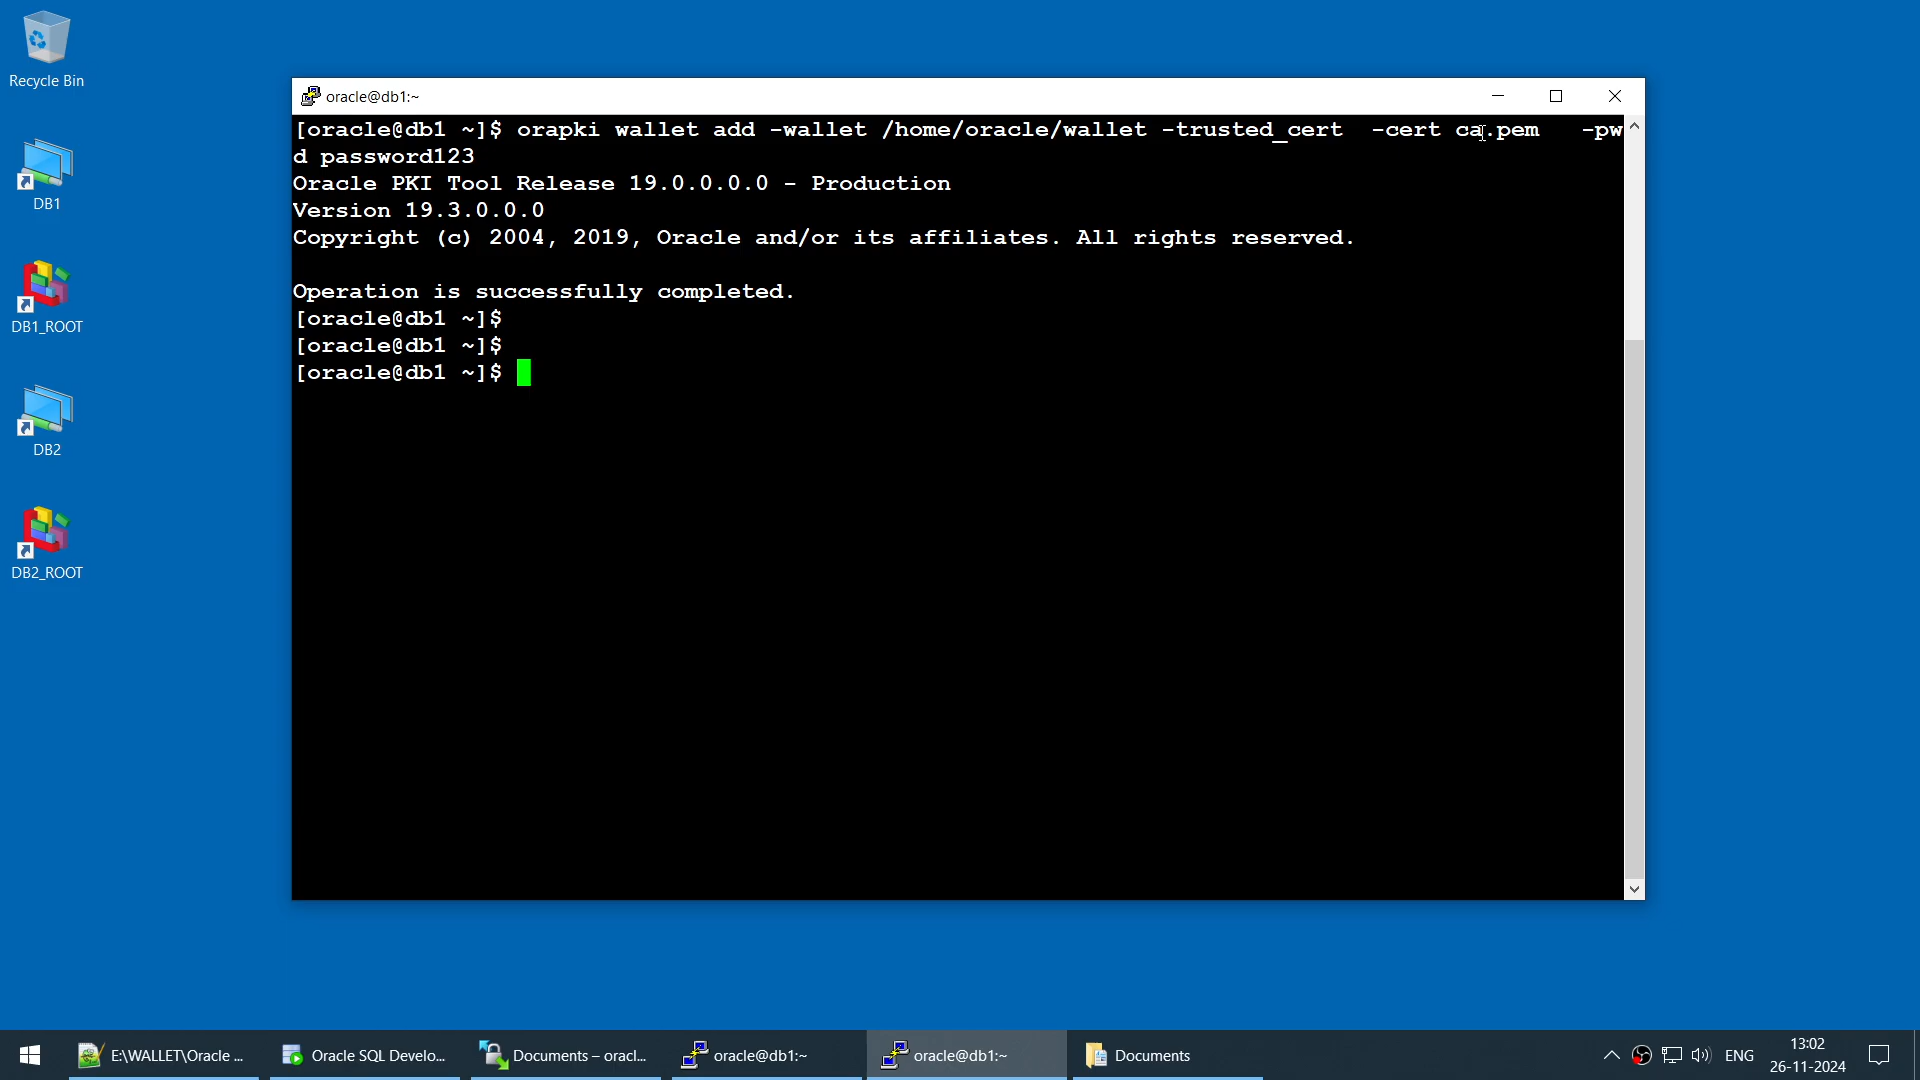 Recycle Bin
DB1
DB1_ROOT
DB2
DB2_ROOT
oracle@db1:~
[oracle@db1 ~]$ orapki wallet add -wallet /home/oracle/wallet -trusted_cert  -cert ca.pem   -pw
d password123
Oracle PKI Tool Release 19.0.0.0.0 - Production
Version 19.3.0.0.0
Copyright (c) 2004, 2019, Oracle and/or its affiliates. All rights reserved.
Operation is successfully completed.
[oracle@db1 ~]$
[oracle@db1 ~]$
[oracle@db1 ~]$
E:\WALLET\Oracle ...
Oracle SQL Develo...
Documents – oracl...
oracle@db1:~
oracle@db1:~
Documents
ENG
13:02
26-11-2024